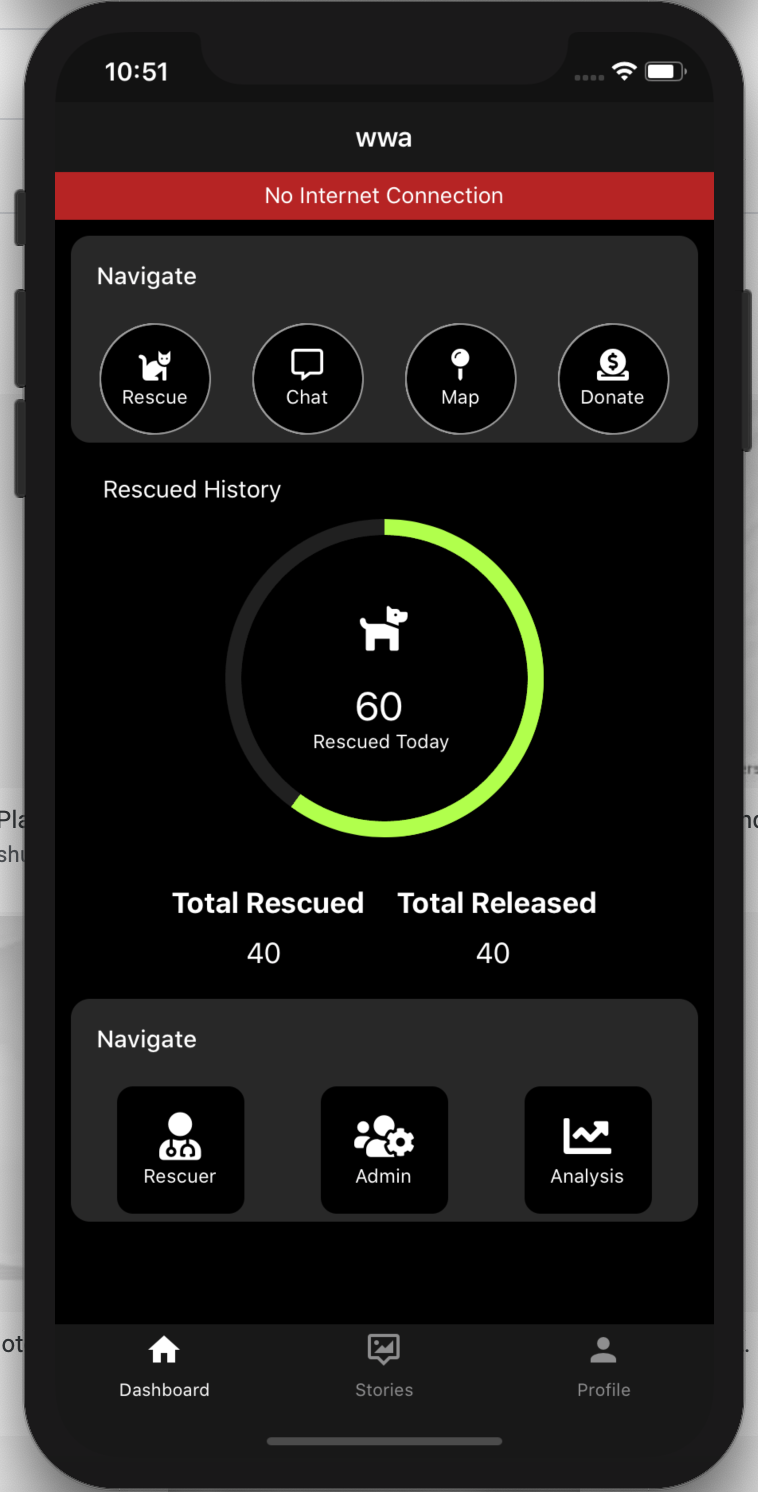 10:51
wwa
No Internet Connection
Navigate
Rescue Chat Map Donate
Rescued History
60
Rescued Today
Total Rescued Total Released
40 40
Navigate
Rescuer Admin Analysis
Dashboard Stories Profile